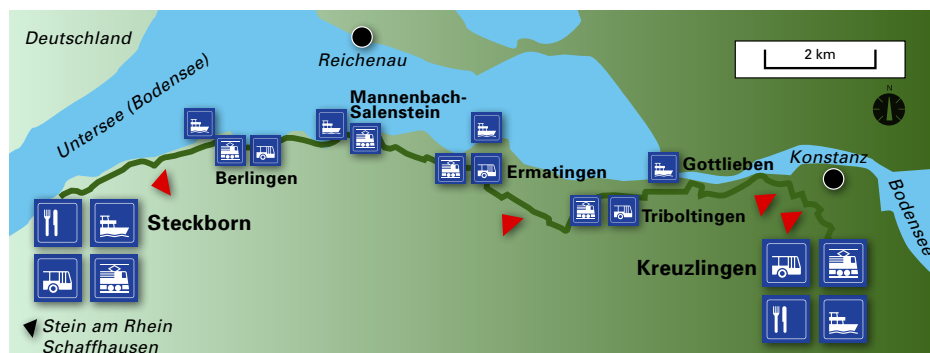 Deutschland
Reichenau
2 km
N
Untersee (Bodensee)
Mannenbach-
Salenstein
Berlingen
Ermatingen
Gottlieben
Konstanz
Bodensee
Steckborn
Triboltingen
Kreuzlingen
Stein am Rhein
Schaffhausen